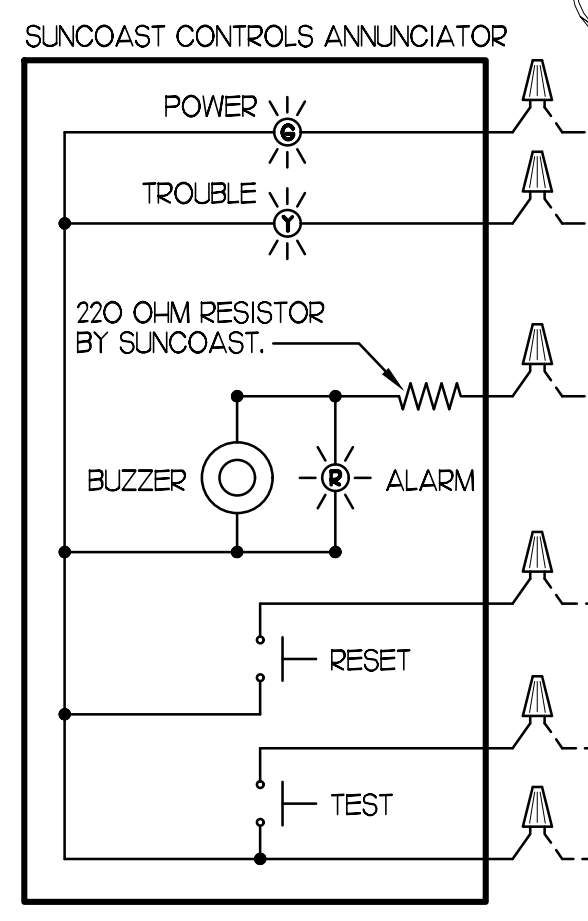 SUNCOAST CONTROLS ANNUNCIATOR
POWER
G
TROUBLE
Y
220 OHM RESISTOR
BY SUNCOAST.
BUZZER
R
ALARM
RESET
TEST